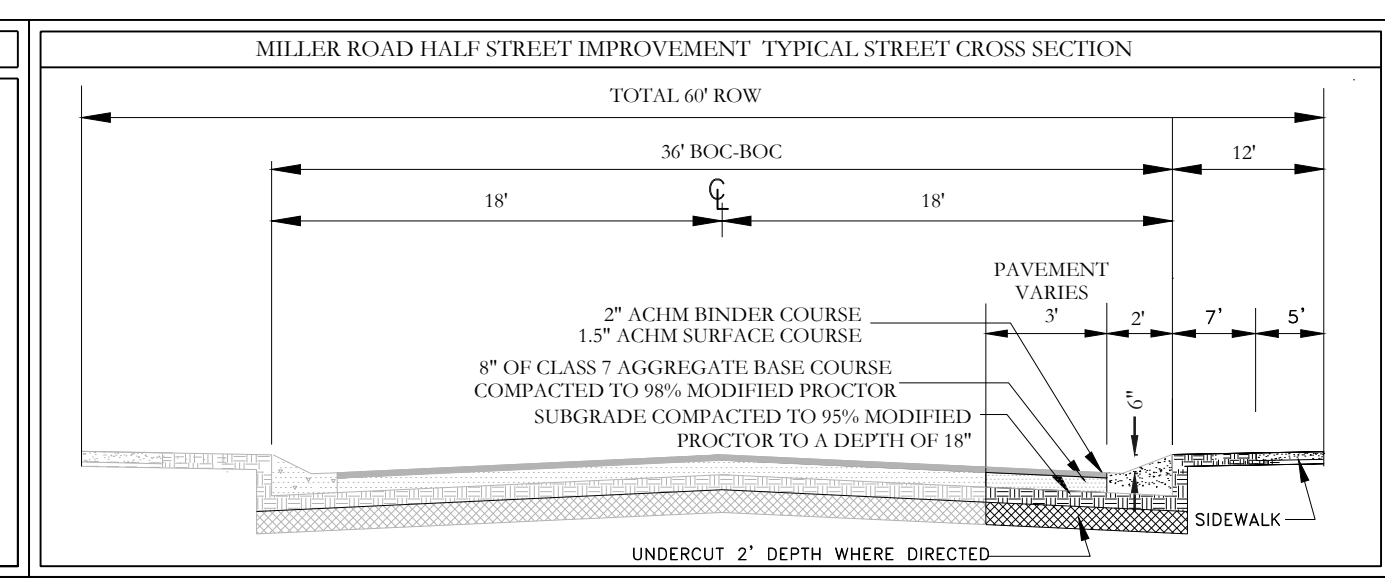 MILLER ROAD HALF STREET IMPROVEMENT TYPICAL STREET CROSS SECTION
TOTAL 60' ROW
36' BOC-BOC
12'
18'
℄
18'
PAVEMENT
VARIES
3'
2'
7'
5'
2" ACHM BINDER COURSE
1.5" ACHM SURFACE COURSE
8" OF CLASS 7 AGGREGATE BASE COURSE
COMPACTED TO 98% MODIFIED PROCTOR
SUBGRADE COMPACTED TO 95% MODIFIED
PROCTOR TO A DEPTH OF 18"
6"
SIDEWALK
UNDERCUT 2' DEPTH WHERE DIRECTED